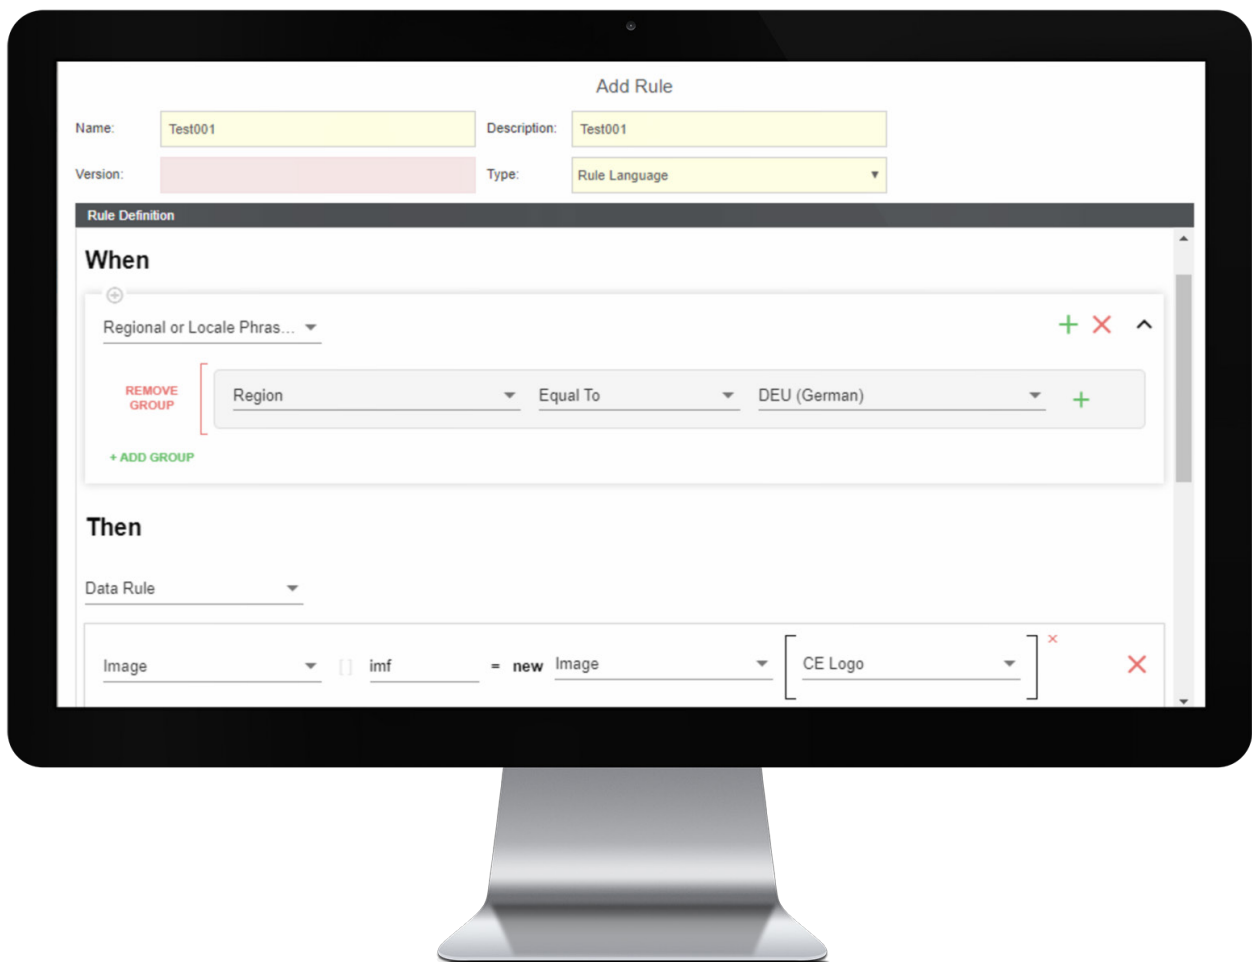 Add Rule
Name: Test001 Description: Test001
Version: Type: Rule Language
Rule Definition
When
Regional or Locale Phras...
REMOVE
GROUP
Region Equal To DEU (German)
+ ADD GROUP
Then
Data Rule
Image [ ] imf = new Image [ CE Logo ]